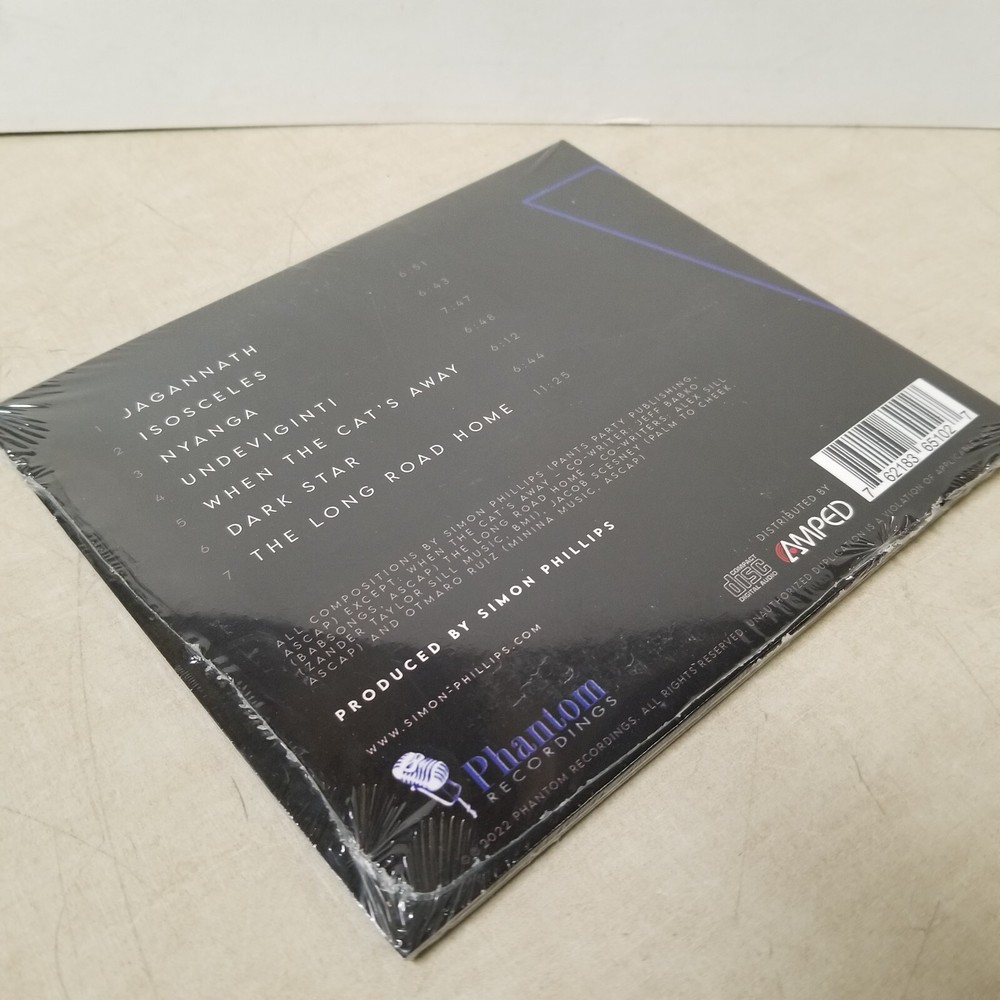 1 JAGANNATH 6:51
2 ISOSCELES 6:43
3 NYANGA 7:47
4 UNDEVIGINTI 6:48
5 WHEN THE CAT'S AWAY 6:12
6 DARK STAR 6:44
7 THE LONG ROAD HOME 11:25
ALL COMPOSITIONS BY SIMON PHILLIPS (PANTS PARTY PUBLISHING,
ASCAP) EXCEPT: WHEN THE CAT'S AWAY - CO-WRITER: JEFF BABKO
(BABSONGS, ASCAP) THE LONG ROAD HOME - CO-WRITERS: ALEX SILL
(ZANDER TAYLOR SILL MUSIC, BMI), JACOB SCESNEY (PALM TO CHEEK,
ASCAP) AND OTMARO RUIZ (MININA MUSIC, ASCAP)
PRODUCED BY SIMON PHILLIPS
WWW.SIMON-PHILLIPS.COM
Phantom
RECORDINGS
7 62183 65102 7
DISTRIBUTED BY
AMPED
COMPACT
disc
DIGITAL AUDIO
2022 PHANTOM RECORDINGS. ALL RIGHTS RESERVED. UNAUTHORIZED DUPLICATION IS A VIOLATION OF